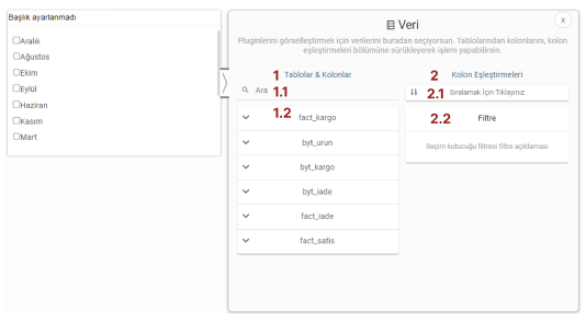 Başlık ayarlanmadı
Aralık
Ağustos
Ekim
Eylül
Haziran
Kasım
Mart
Veri
x
Pluginlerini görselleştirmek için verilerini buradan seçiyorsun. Tablolarından kolonlarını, kolon
eşleştirmeleri bölümüne sürükleyerek işlem yapabilirsin.
1 Tablolar & Kolonlar
1.1 Ara
1.2 fact_kargo
byt_urun
byt_kargo
byt_iade
fact_iade
fact_satis
2 Kolon Eşleştirmeleri
2.1 Sıralamak İçin Tıklayınız
2.2 Filtre
Seçim kutucuğu filtresi filtre açıklaması